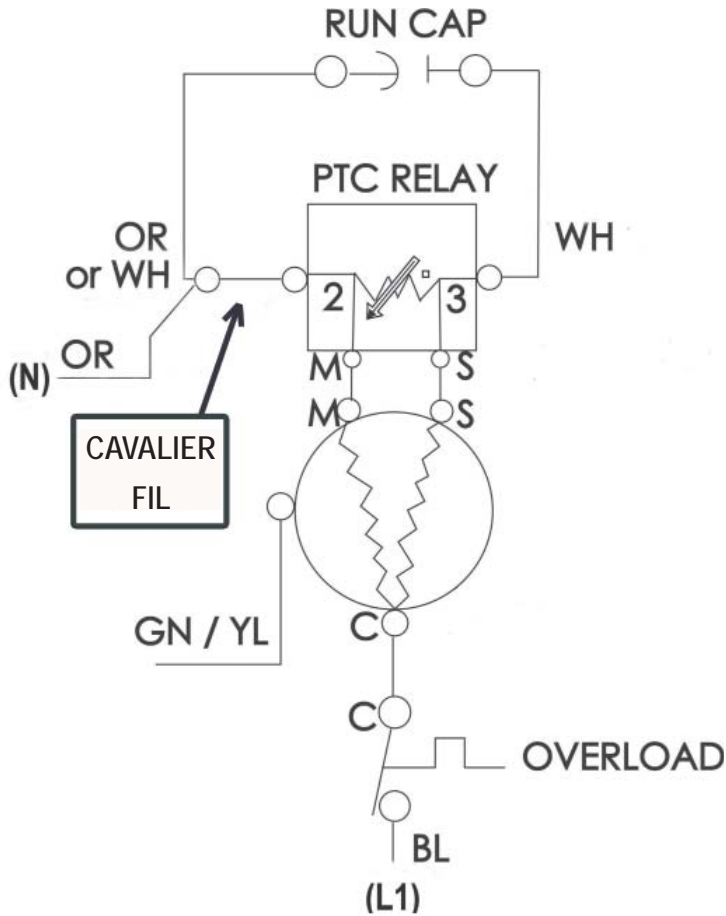 RUN CAP
PTC RELAY
OR
or WH
WH
2
3
(N)
OR
M
S
M
S
CAVALIER
FIL
GN / YL
C
C
OVERLOAD
BL
(L1)